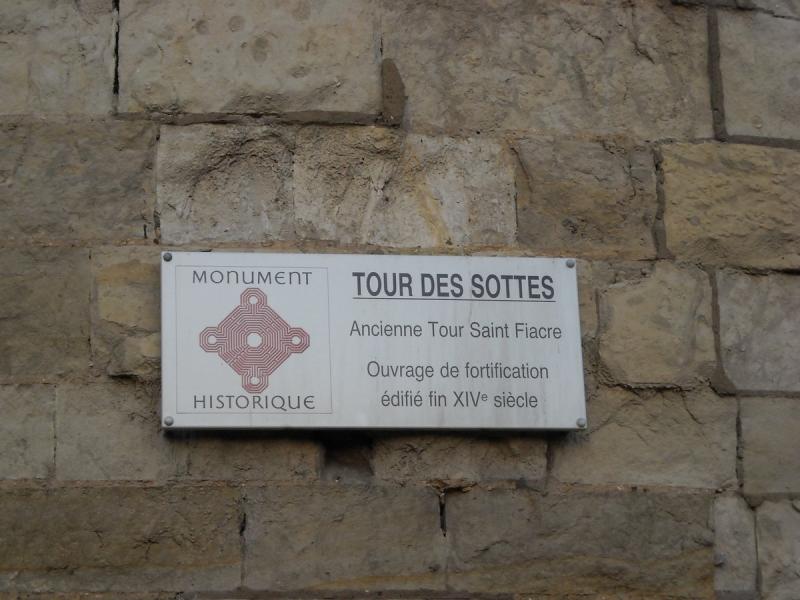 MONUMENT
HISTORIQUE
TOUR DES SOTTES
Ancienne Tour Saint Fiacre
Ouvrage de fortification
édifié fin XIVe siècle